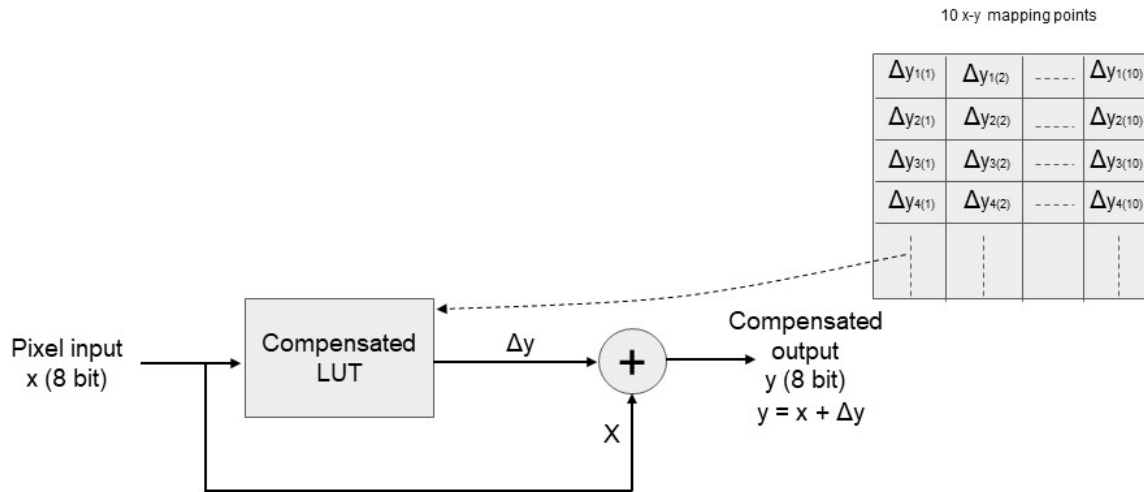 10 x-y mapping points
Δy1(1) Δy1(2) ----- Δy1(10)
Δy2(1) Δy2(2) ----- Δy2(10)
Δy3(1) Δy3(2) ----- Δy3(10)
Δy4(1) Δy4(2) ----- Δy4(10)
Pixel input
x (8 bit)
Compensated
LUT
Δy
+
X
Compensated
output
y (8 bit)
y = x + Δy